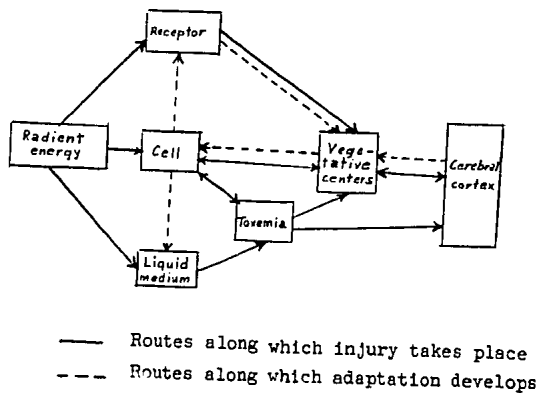 Receptor
Radient
energy
Cell
Vege-
tative
centers
Cerebral
cortex
Toxemia
Liquid
medium
Routes along which injury takes place
Routes along which adaptation develops